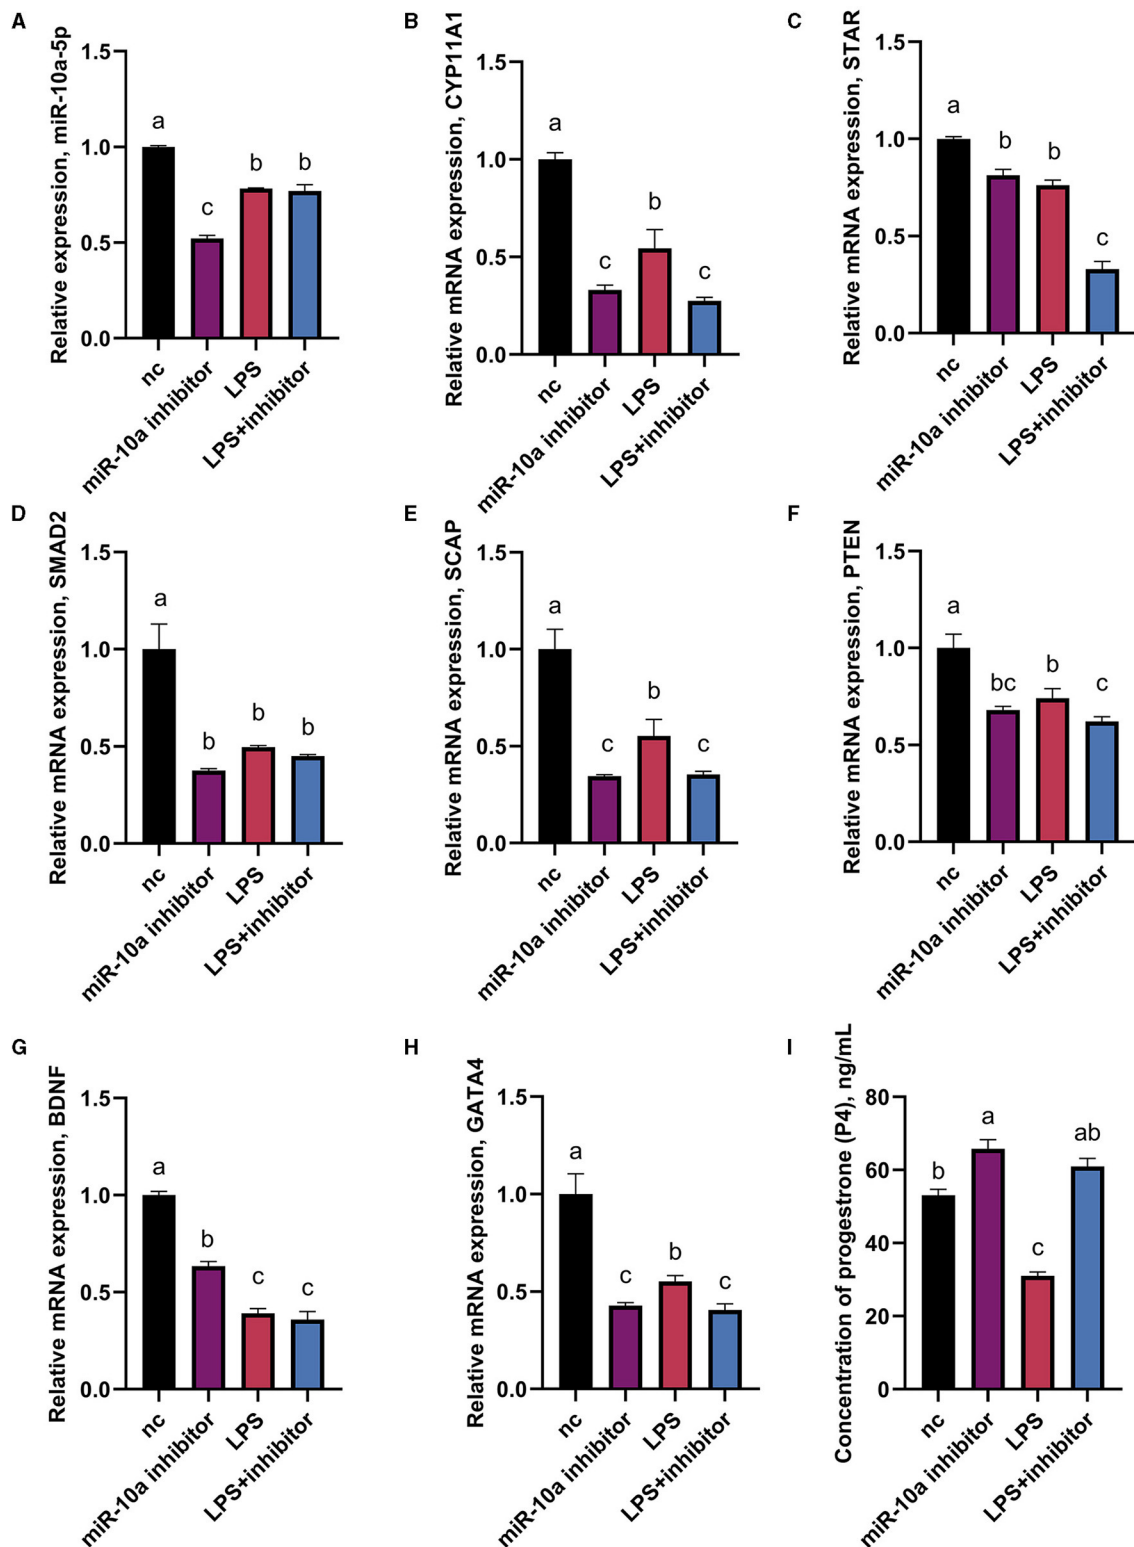 A
Relative expression, miR-10a-5p
1.5
1.0
0.5
0.0
a
c
b
b
nc
miR-10a inhibitor
LPS
LPS+inhibitor
B
Relative mRNA expression, CYP11A1
1.5
1.0
0.5
0.0
a
c
b
c
nc
miR-10a inhibitor
LPS
LPS+inhibitor
C
Relative mRNA expression, STAR
1.5
1.0
0.5
0.0
a
b
b
c
nc
miR-10a inhibitor
LPS
LPS+inhibitor
D
Relative mRNA expression, SMAD2
1.5
1.0
0.5
0.0
a
b
b
b
nc
miR-10a inhibitor
LPS
LPS+inhibitor
E
Relative mRNA expression, SCAP
1.5
1.0
0.5
0.0
a
c
b
c
nc
miR-10a inhibitor
LPS
LPS+inhibitor
F
Relative mRNA expression, PTEN
1.5
1.0
0.5
0.0
a
bc
b
c
nc
miR-10a inhibitor
LPS
LPS+inhibitor
G
Relative mRNA expression, BDNF
1.5
1.0
0.5
0.0
a
b
c
c
nc
miR-10a inhibitor
LPS
LPS+inhibitor
H
Relative mRNA expression, GATA4
1.5
1.0
0.5
0.0
a
c
b
c
nc
miR-10a inhibitor
LPS
LPS+inhibitor
I
Concentration of progestrone (P4), ng/mL
80
60
40
20
0
b
a
c
ab
nc
miR-10a inhibitor
LPS
LPS+inhibitor